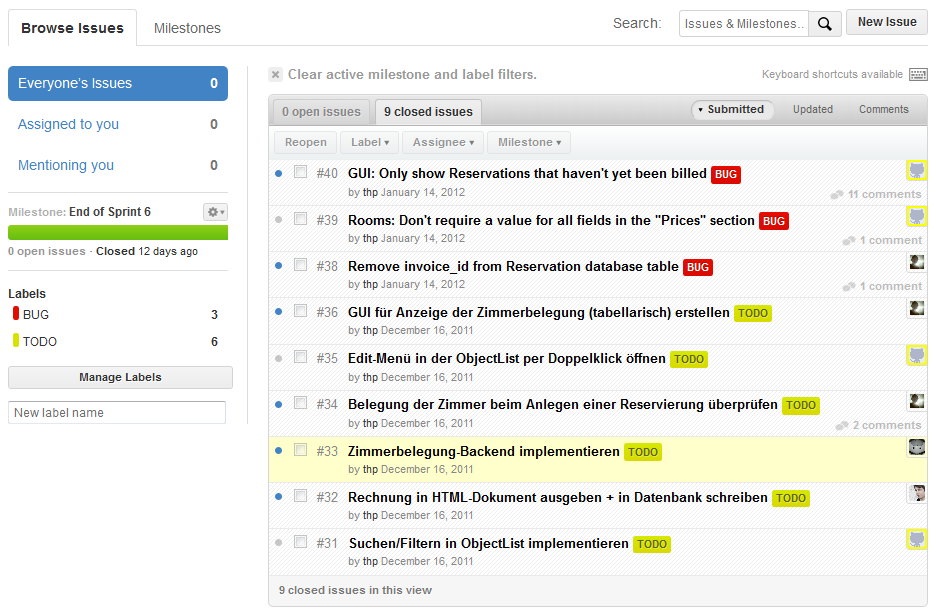 Browse Issues
Milestones
Search:
Issues & Milestones..
New Issue
Everyone's Issues 0
Assigned to you 0
Mentioning you 0
Milestone: End of Sprint 6
0 open issues · Closed 12 days ago
Labels
BUG 3
TODO 6
Manage Labels
New label name
Clear active milestone and label filters.
Keyboard shortcuts available
0 open issues
9 closed issues
Submitted
Updated
Comments
Reopen
Label
Assignee
Milestone
#40 GUI: Only show Reservations that haven't yet been billed BUG
by thp January 14, 2012
11 comments
#39 Rooms: Don't require a value for all fields in the "Prices" section BUG
by thp January 14, 2012
1 comment
#38 Remove invoice_id from Reservation database table BUG
by thp January 14, 2012
1 comment
#36 GUI für Anzeige der Zimmerbelegung (tabellarisch) erstellen TODO
by thp December 16, 2011
#35 Edit-Menü in der ObjectList per Doppelklick öffnen TODO
by thp December 16, 2011
#34 Belegung der Zimmer beim Anlegen einer Reservierung überprüfen TODO
by thp December 16, 2011
2 comments
#33 Zimmerbelegung-Backend implementieren TODO
by thp December 16, 2011
#32 Rechnung in HTML-Dokument ausgeben + in Datenbank schreiben TODO
by thp December 16, 2011
#31 Suchen/Filtern in ObjectList implementieren TODO
by thp December 16, 2011
9 closed issues in this view